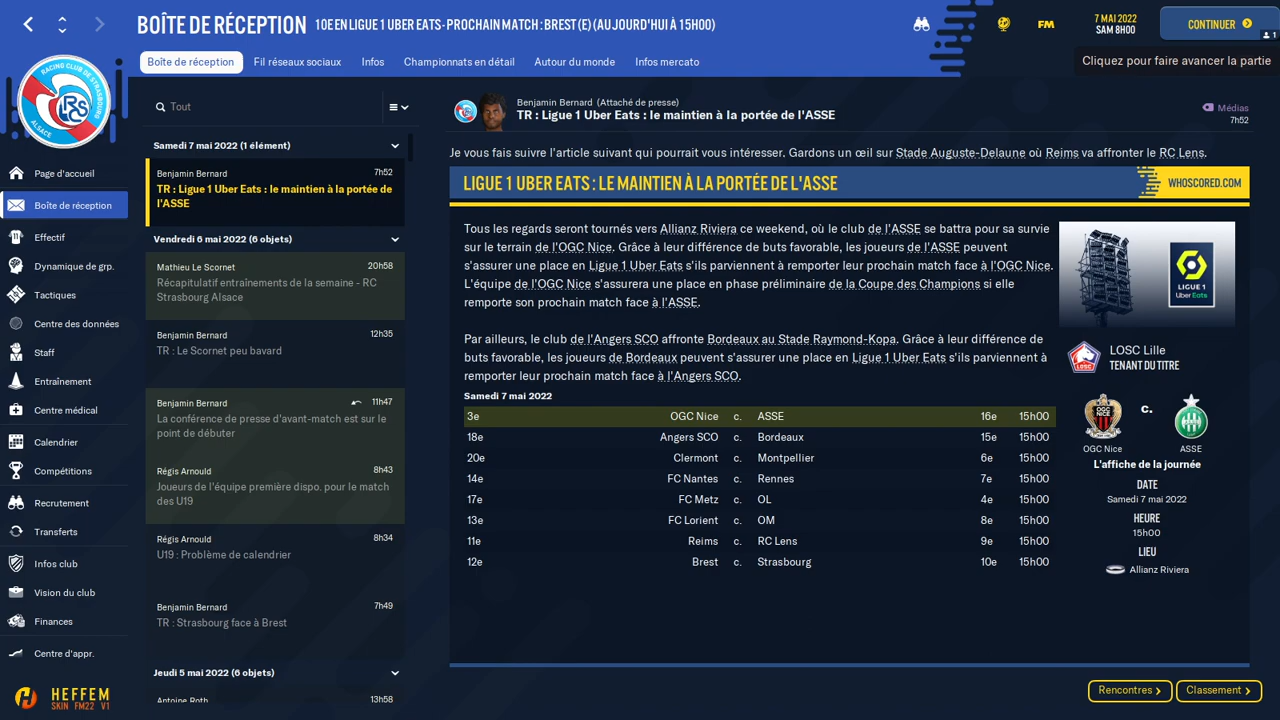 BOÎTE DE RÉCEPTION
10E EN LIGUE 1 UBER EATS - PROCHAIN MATCH : BREST (E) (AUJOURD'HUI À 15H00)
FM
7 MAI 2022
SAM 8H00
CONTINUER
1
Cliquez pour faire avancer la partie
Boîte de réception
Fil réseaux sociaux
Infos
Championnats en détail
Autour du monde
Infos mercato
RACING CLUB DE STRASBOURG
ALSACE
Page d'accueil
Boîte de réception
Effectif
Dynamique de grp.
Tactiques
Centre des données
Staff
Entraînement
Centre médical
Calendrier
Compétitions
Recrutement
Transferts
Infos club
Vision du club
Finances
Centre d'appr.
HEFFEM
SKIN FM22 V1
Tout
Samedi 7 mai 2022 (1 élément)
Benjamin Bernard 7h52
TR : Ligue 1 Uber Eats : le maintien à la portée de
l'ASSE
Vendredi 6 mai 2022 (6 objets)
Mathieu Le Scornet 20h58
Récapitulatif entraînements de la semaine - RC
Strasbourg Alsace
Benjamin Bernard 12h35
TR : Le Scornet peu bavard
Benjamin Bernard 11h47
La conférence de presse d'avant-match est sur le
point de débuter
Régis Arnould 8h43
Joueurs de l'équipe première dispo. pour le match
des U19
Régis Arnould 8h34
U19 : Problème de calendrier
Benjamin Bernard 7h49
TR : Strasbourg face à Brest
Jeudi 5 mai 2022 (6 objets)
Antoine Roth 13h58
Benjamin Bernard (Attaché de presse)
TR : Ligue 1 Uber Eats : le maintien à la portée de l'ASSE
Médias
7h52
Je vous fais suivre l'article suivant qui pourrait vous intéresser. Gardons un œil sur Stade Auguste-Delaune où Reims va affronter le RC Lens.
LIGUE 1 UBER EATS : LE MAINTIEN À LA PORTÉE DE L'ASSE
WHOSCORED.COM
Tous les regards seront tournés vers Allianz Riviera ce weekend, où le club de l'ASSE se battra pour sa survie
sur le terrain de l'OGC Nice. Grâce à leur différence de buts favorable, les joueurs de l'ASSE peuvent
s'assurer une place en Ligue 1 Uber Eats s'ils parviennent à remporter leur prochain match face à l'OGC Nice.
L'équipe de l'OGC Nice s'assurera une place en phase préliminaire de la Coupe des Champions si elle
remporte son prochain match face à l'ASSE.
Par ailleurs, le club de l'Angers SCO affronte Bordeaux au Stade Raymond-Kopa. Grâce à leur différence de
buts favorable, les joueurs de Bordeaux peuvent s'assurer une place en Ligue 1 Uber Eats s'ils parviennent à
remporter leur prochain match face à l'Angers SCO.
Samedi 7 mai 2022
3e OGC Nice c. ASSE 16e 15h00
18e Angers SCO c. Bordeaux 15e 15h00
20e Clermont c. Montpellier 6e 15h00
14e FC Nantes c. Rennes 7e 15h00
17e FC Metz c. OL 4e 15h00
13e FC Lorient c. OM 8e 15h00
11e Reims c. RC Lens 9e 15h00
12e Brest c. Strasbourg 10e 15h00
LIGUE 1
Uber Eats
LOSC Lille
TENANT DU TITRE
c.
OGC Nice
ASSE
L'affiche de la journée
DATE
Samedi 7 mai 2022
HEURE
15h00
LIEU
Allianz Riviera
Rencontres
Classement